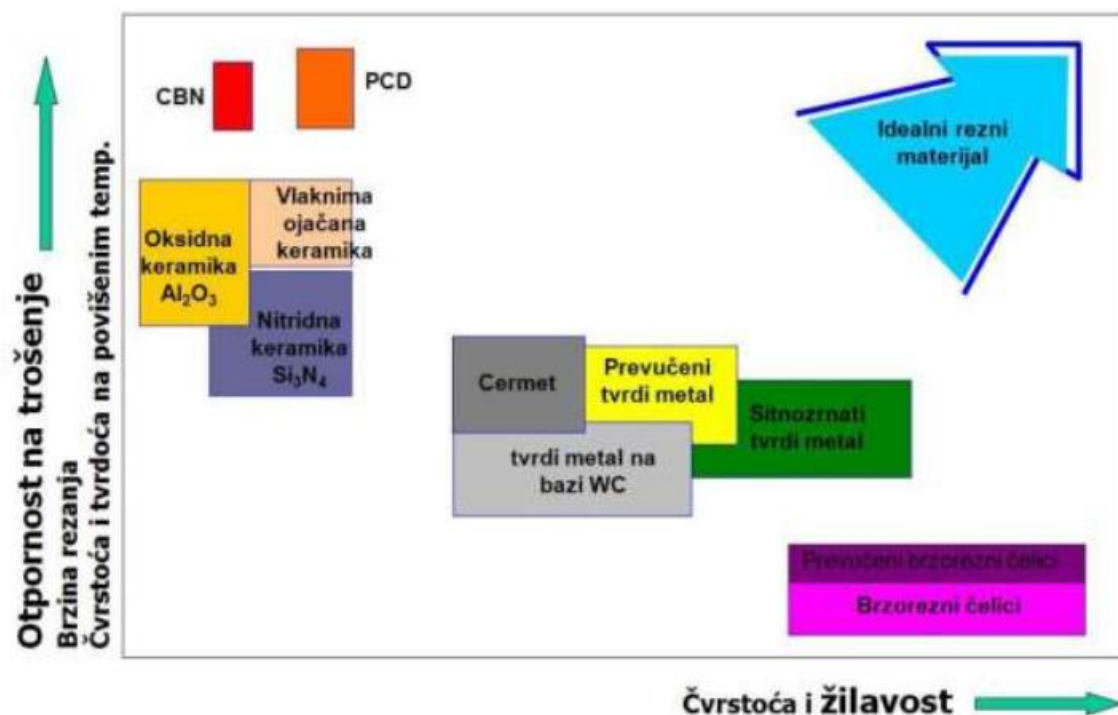 Otpornost na trošenje
Brzina rezanja
Čvrstoća i tvrdoća na povišenim temp.
CBN
PCD
Idealni rezni
materijal
Oksidna
keramika
Al₂O₃
Vlaknima
ojačana
keramika
Nitridna
keramika
Si₃N₄
Cermet
Prevučeni
tvrdi metal
Sitnozrnati
tvrdi metal
tvrdi metal na
bazi WC
Prevučeni brzorezni čelici
Brzorezni čelici
Čvrstoća i žilavost